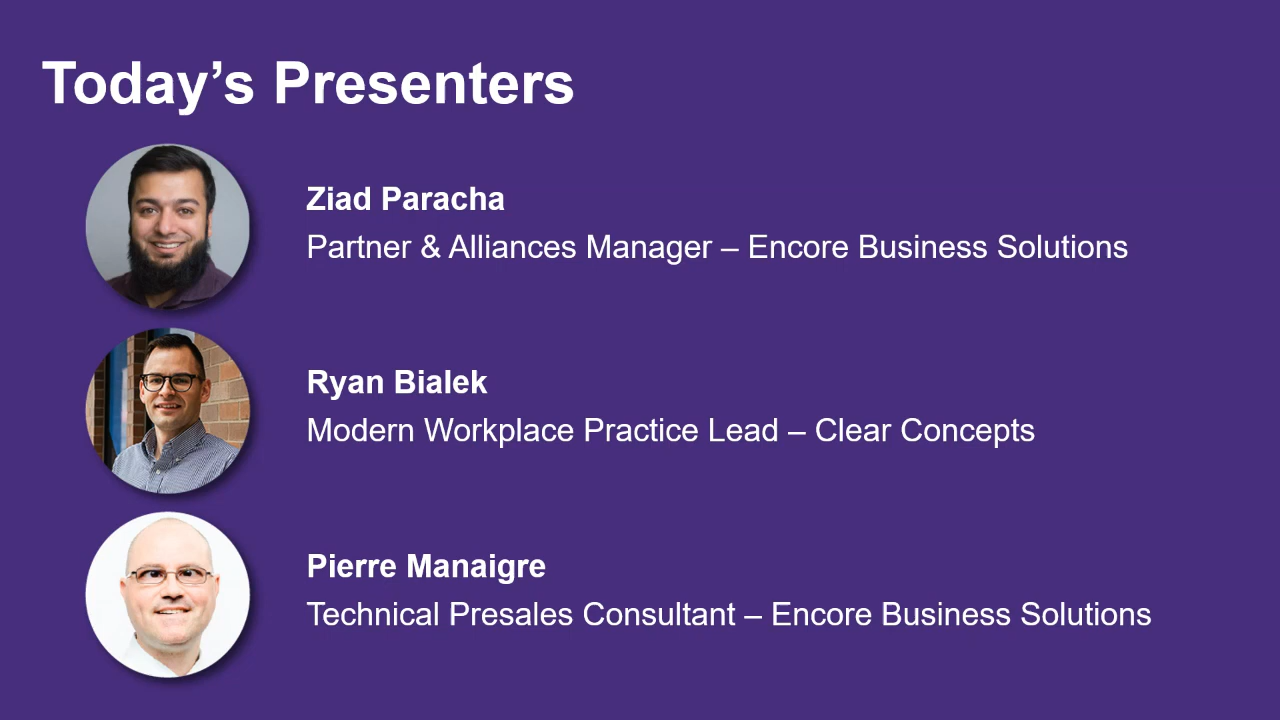 Today’s Presenters
Ziad Paracha
Partner & Alliances Manager – Encore Business Solutions
Ryan Bialek
Modern Workplace Practice Lead – Clear Concepts
Pierre Manaigre
Technical Presales Consultant – Encore Business Solutions